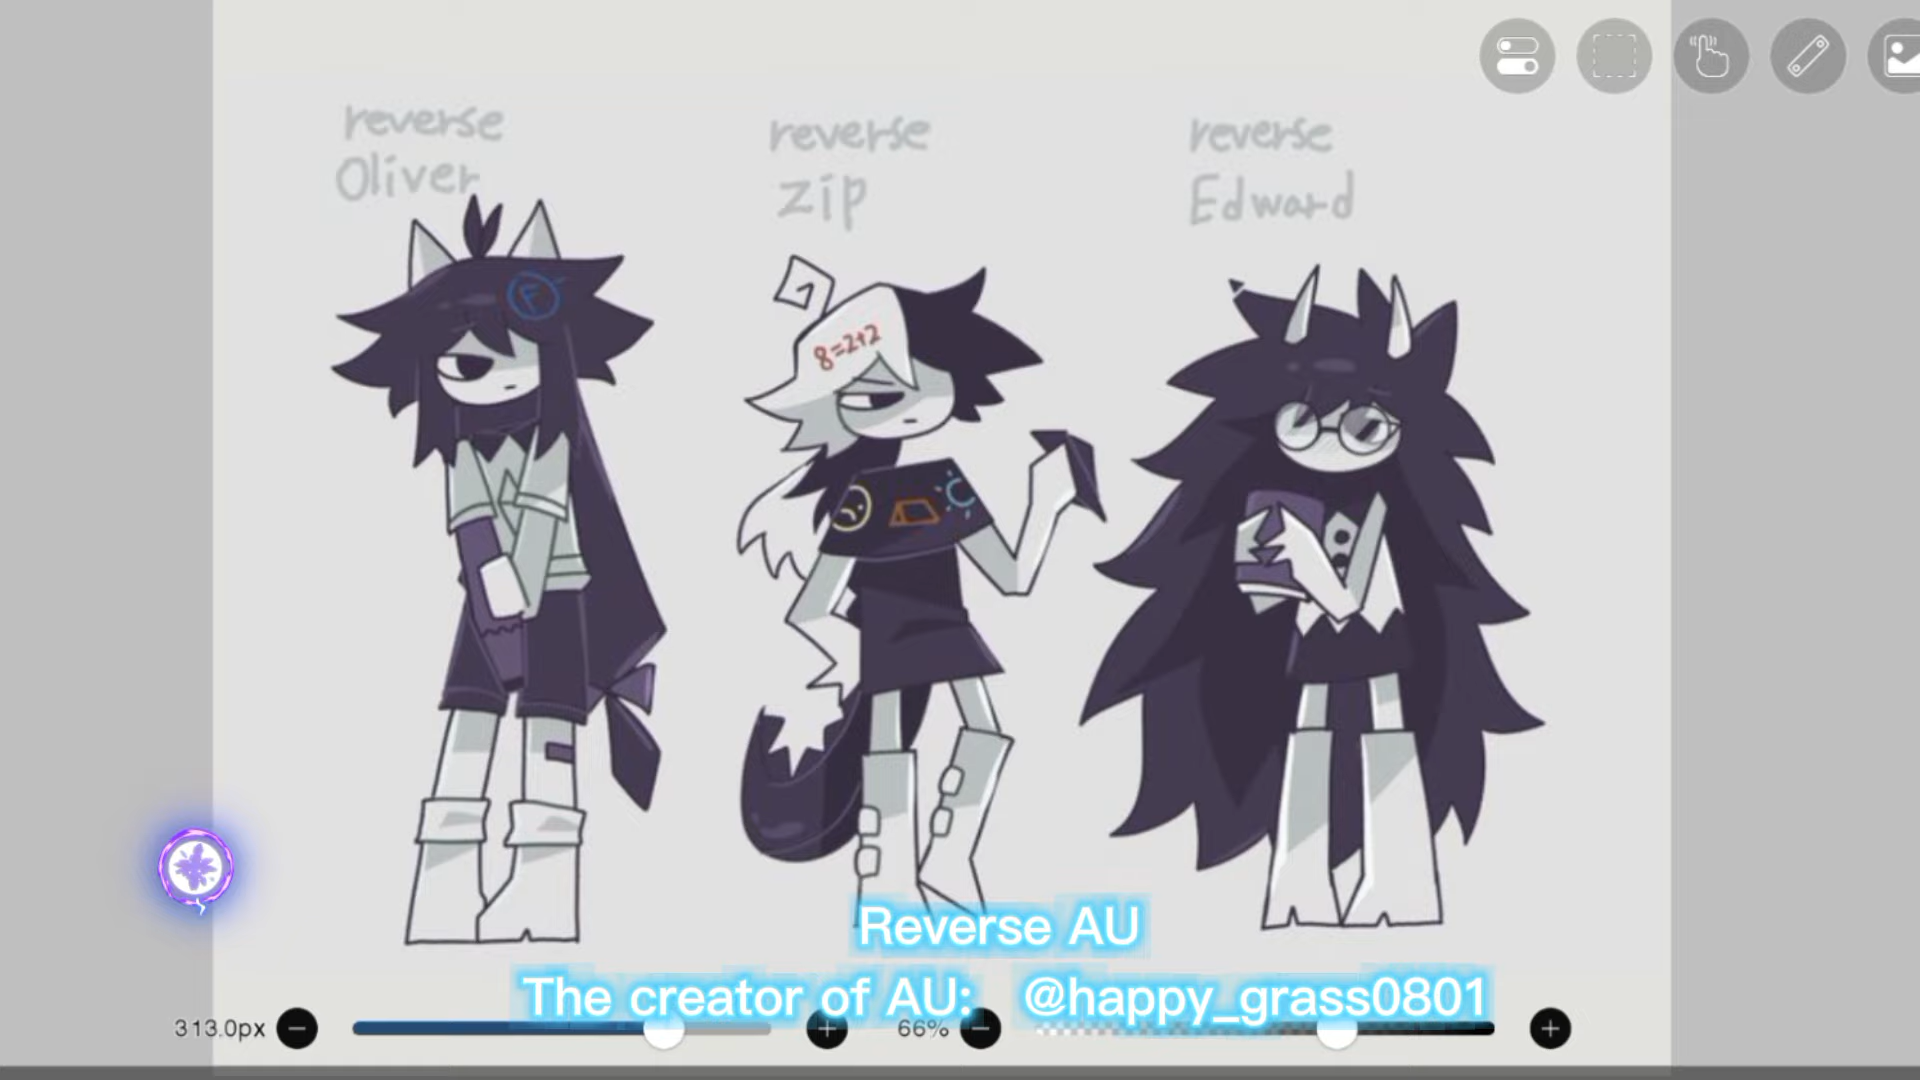 reverse
Oliver
reverse
zip
reverse
Edward
F
8=2+2
Reverse AU
The creator of AU: @happy_grass0801
313.0px
66%